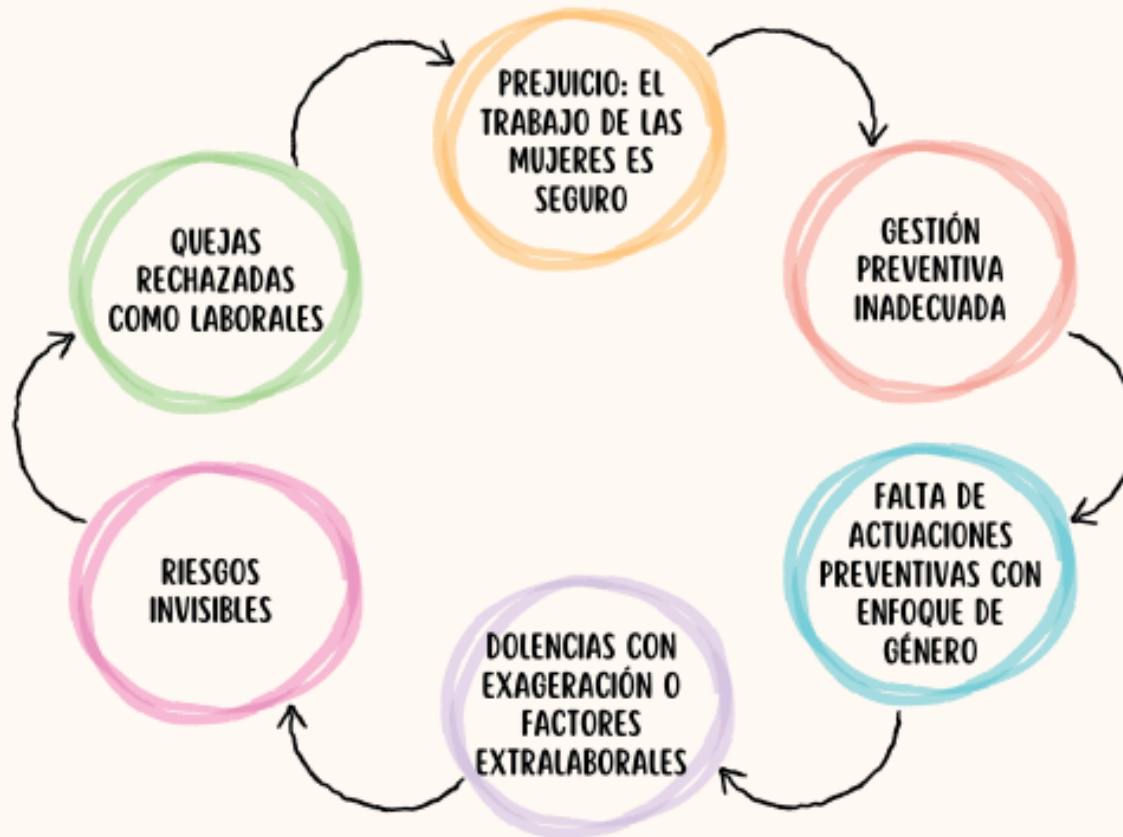 PREJUICIO: EL
TRABAJO DE LAS
MUJERES ES
SEGURO
GESTIÓN
PREVENTIVA
INADECUADA
FALTA DE
ACTUACIONES
PREVENTIVAS CON
ENFOQUE DE
GÉNERO
DOLENCIAS CON
EXAGERACIÓN O
FACTORES
EXTRALABORALES
RIESGOS
INVISIBLES
QUEJAS
RECHAZADAS
COMO LABORALES